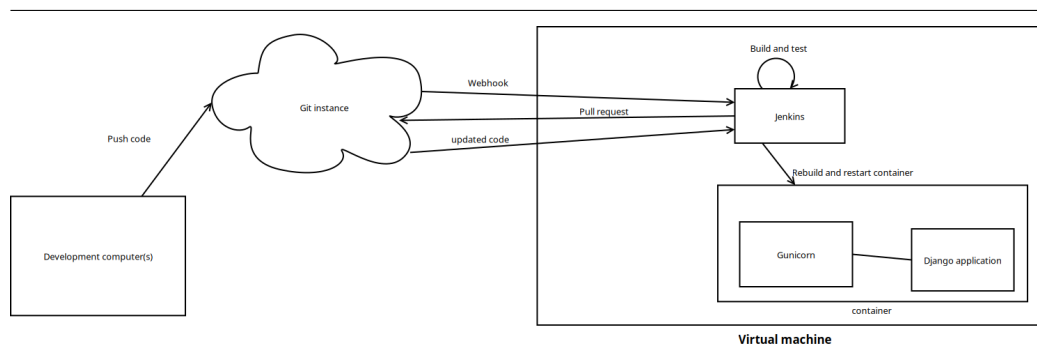 Build and test
Webhook
Git instance
Pull request
Jenkins
Push code
updated code
Rebuild and restart container
Development computer(s)
Gunicorn
Django application
container
Virtual machine